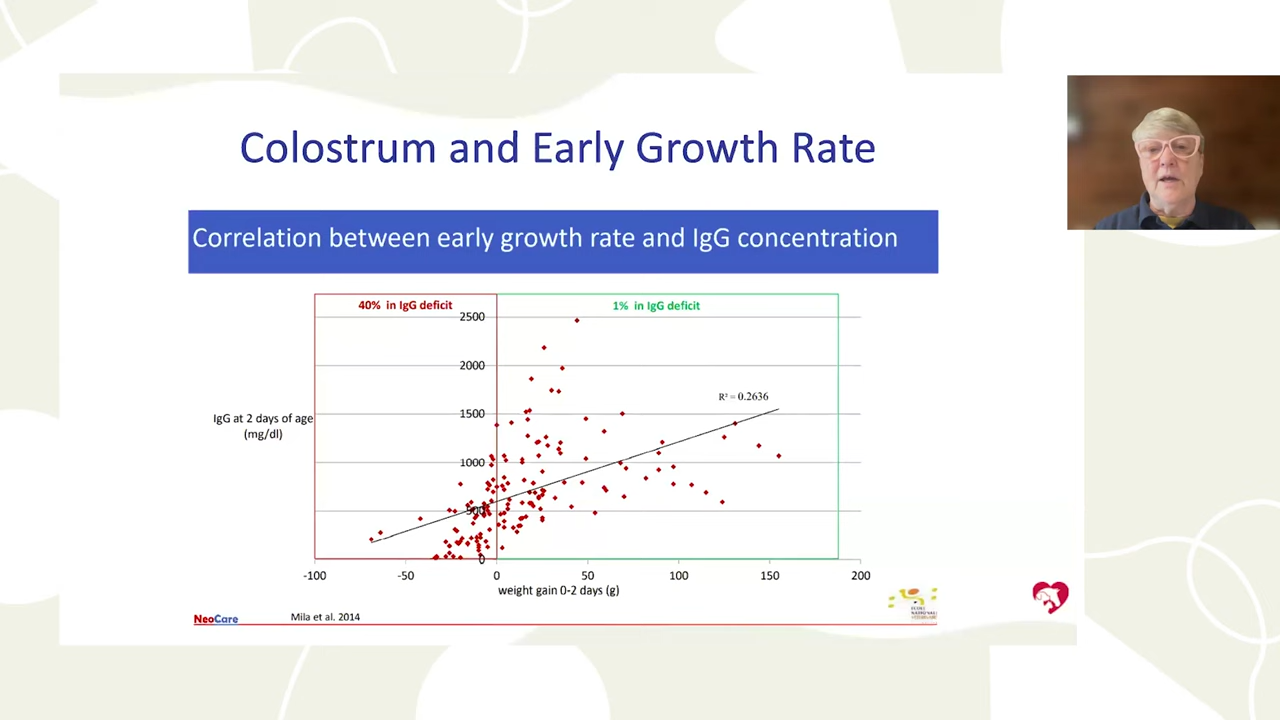 Colostrum and Early Growth Rate
Correlation between early growth rate and IgG concentration
40% in IgG deficit
1% in IgG deficit
2500
2000
1500
1000
500
0
IgG at 2 days of age
(mg/dl)
R² = 0.2636
-100
-50
0
50
100
150
200
weight gain 0-2 days (g)
NeoCare
Mila et al. 2014